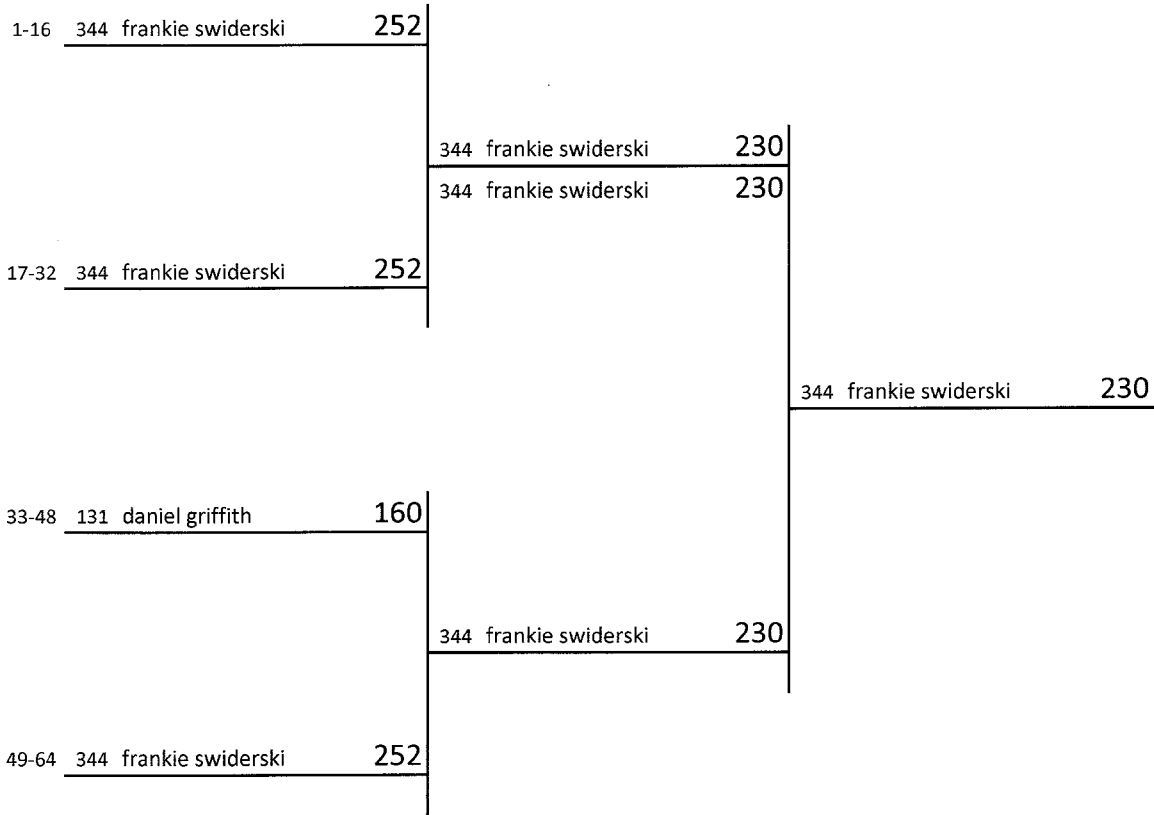 1-16 344 frankie swiderski 252
344 frankie swiderski 230
344 frankie swiderski 230
17-32 344 frankie swiderski 252
344 frankie swiderski 230
33-48 131 daniel griffith 160
344 frankie swiderski 230
49-64 344 frankie swiderski 252